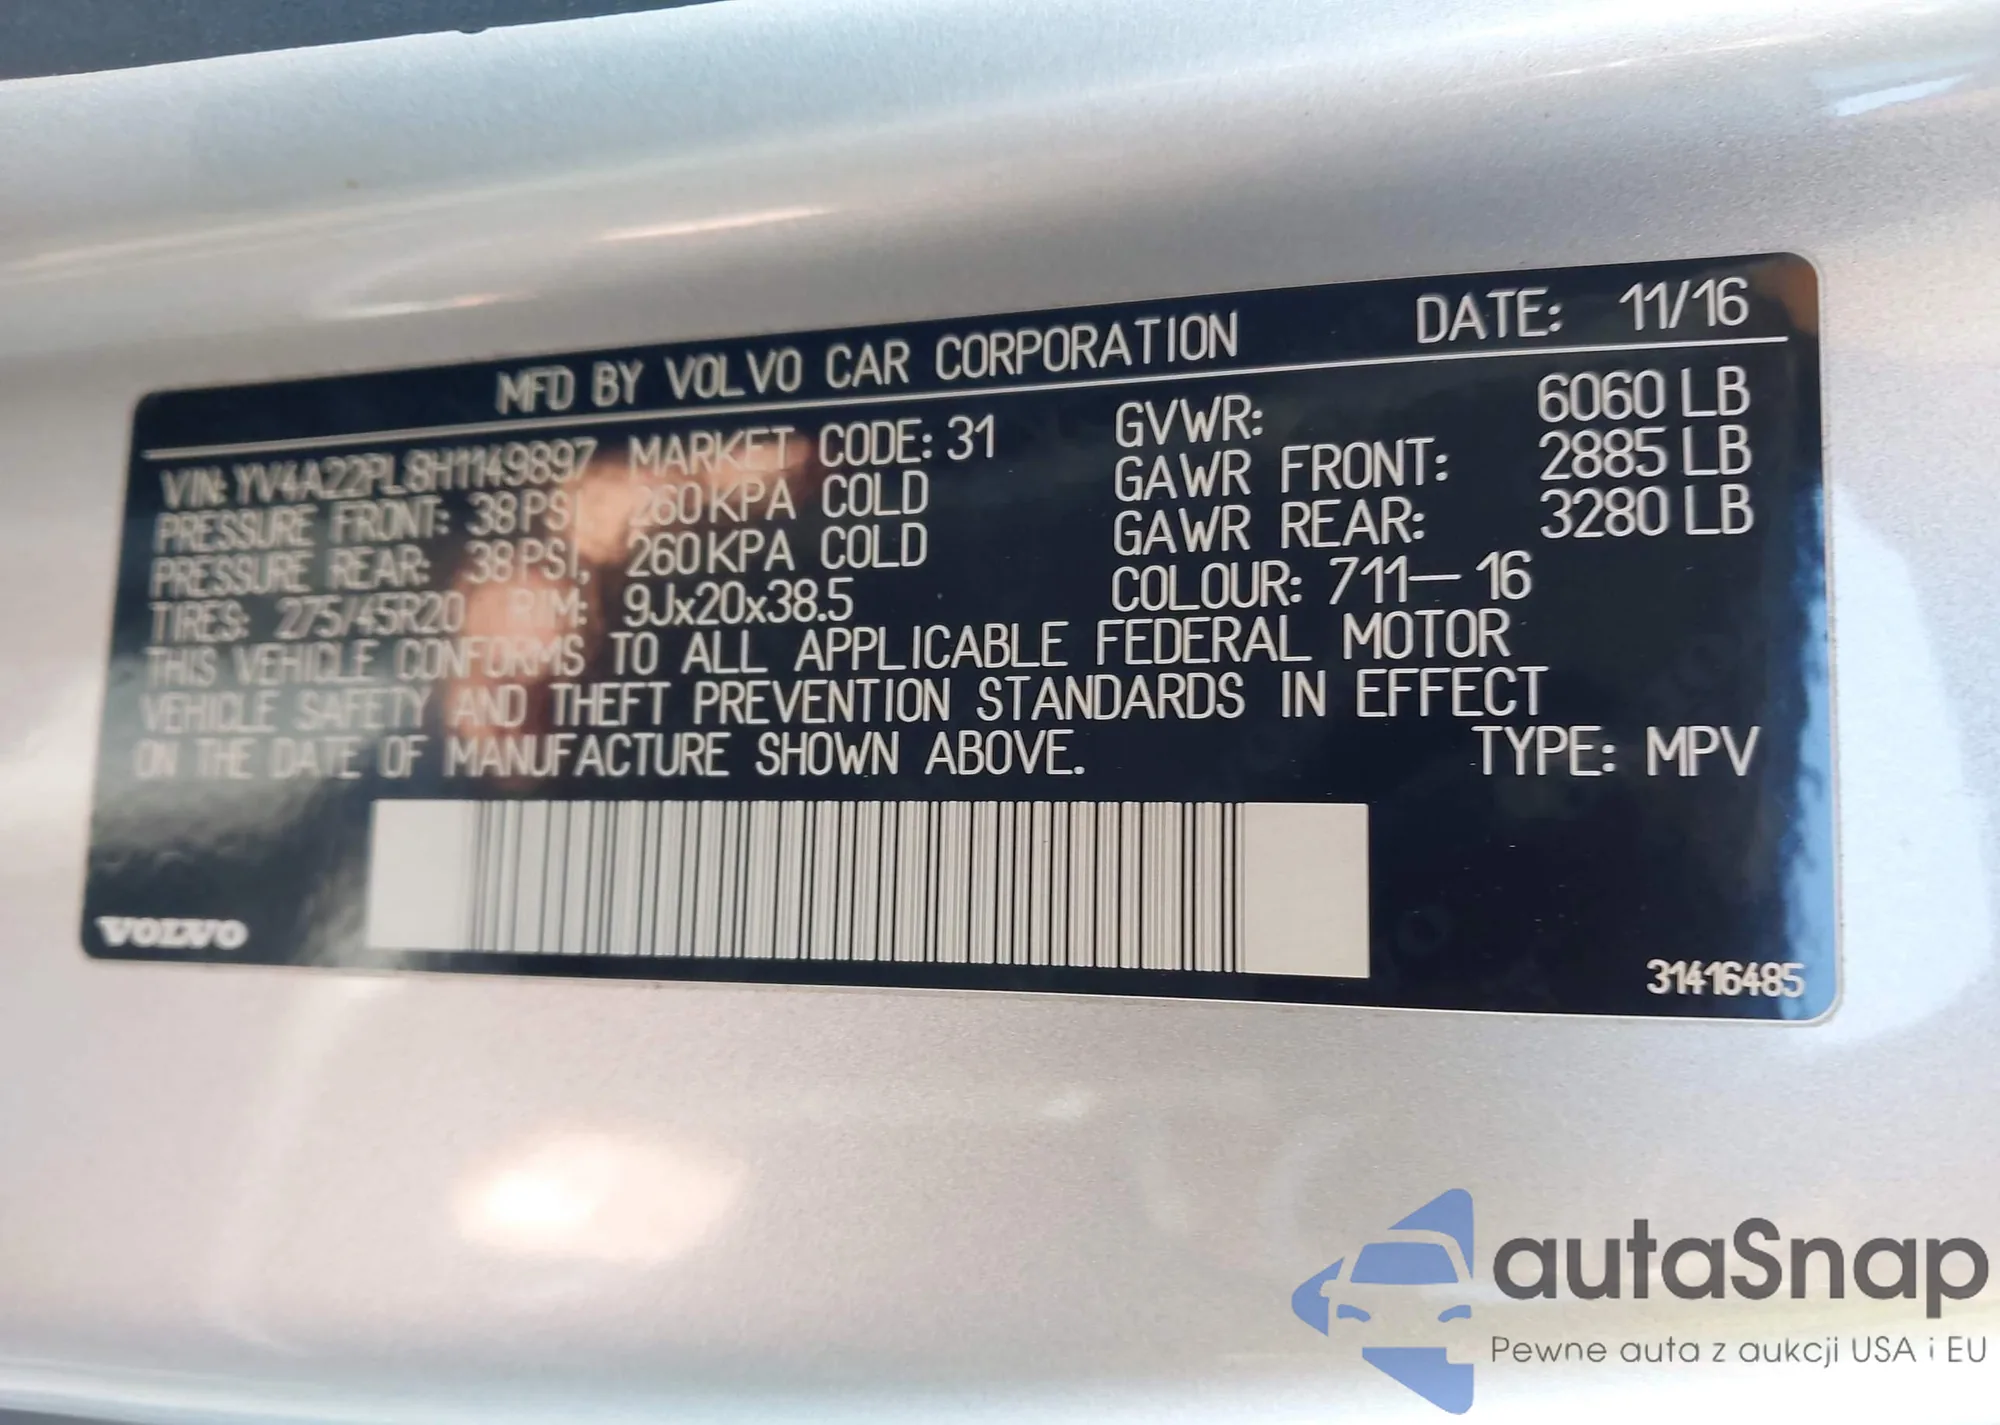 MFD BY VOLVO CAR CORPORATION DATE: 11/16
VIN: YV4A22PL8H1149897 MARKET CODE: 31 GVWR: 6060 LB
PRESSURE FRONT: 38 PSI, 260 KPA COLD GAWR FRONT: 2885 LB
PRESSURE REAR: 38 PSI, 260 KPA COLD GAWR REAR: 3280 LB
TIRES: 275/45R20 RIM: 9Jx20x38.5 COLOUR: 711–16
THIS VEHICLE CONFORMS TO ALL APPLICABLE FEDERAL MOTOR
VEHICLE SAFETY AND THEFT PREVENTION STANDARDS IN EFFECT
ON THE DATE OF MANUFACTURE SHOWN ABOVE. TYPE: MPV
VOLVO
31416485
autaSnap
Pewne auta z aukcji USA i EU